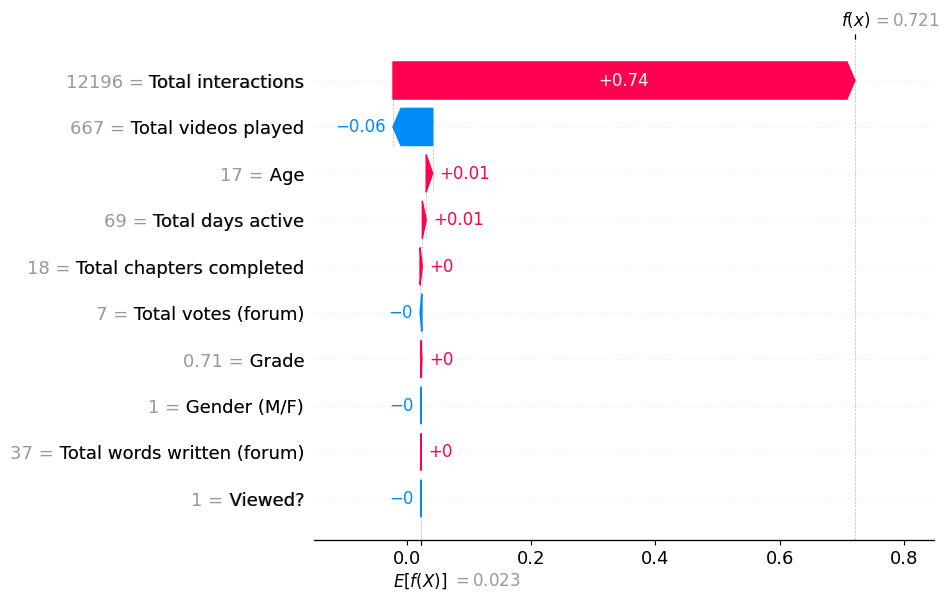 f(x) = 0.721
12196 = Total interactions
+0.74
667 = Total videos played
−0.06
17 = Age
+0.01
69 = Total days active
+0.01
18 = Total chapters completed
+0
7 = Total votes (forum)
−0
0.71 = Grade
+0
1 = Gender (M/F)
−0
37 = Total words written (forum)
+0
1 = Viewed?
−0
0.0 0.2 0.4 0.6 0.8
E[f(X)] = 0.023